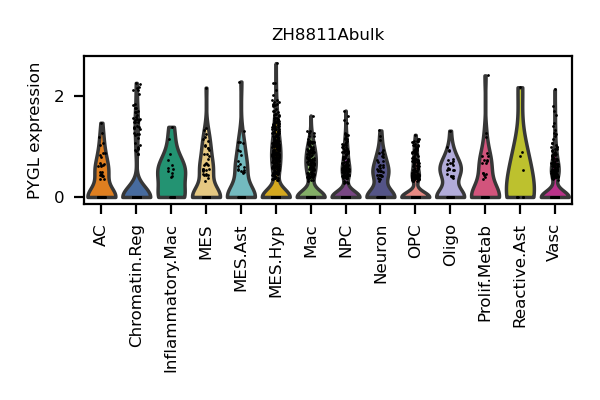 ZH8811Abulk
PYGL expression
2
0
AC
Chromatin.Reg
Inflammatory.Mac
MES
MES.Ast
MES.Hyp
Mac
NPC
Neuron
OPC
Oligo
Prolif.Metab
Reactive.Ast
Vasc